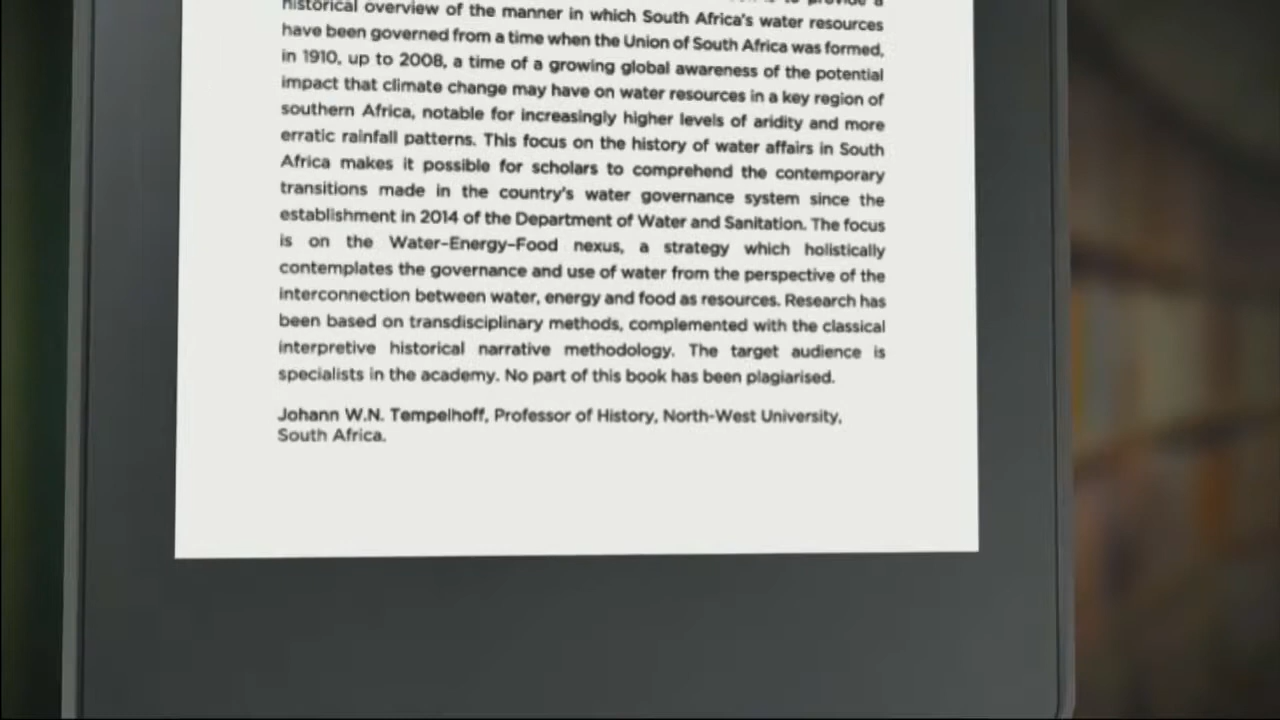 historical overview of the manner in which South Africa's water resources
have been governed from a time when the Union of South Africa was formed,
in 1910, up to 2008, a time of a growing global awareness of the potential
impact that climate change may have on water resources in a key region of
southern Africa, notable for increasingly higher levels of aridity and more
erratic rainfall patterns. This focus on the history of water affairs in South
Africa makes it possible for scholars to comprehend the contemporary
transitions made in the country's water governance system since the
establishment in 2014 of the Department of Water and Sanitation. The focus
is on the Water–Energy–Food nexus, a strategy which holistically
contemplates the governance and use of water from the perspective of the
interconnection between water, energy and food as resources. Research has
been based on transdisciplinary methods, complemented with the classical
interpretive historical narrative methodology. The target audience is
specialists in the academy. No part of this book has been plagiarised.
Johann W.N. Tempelhoff, Professor of History, North-West University,
South Africa.